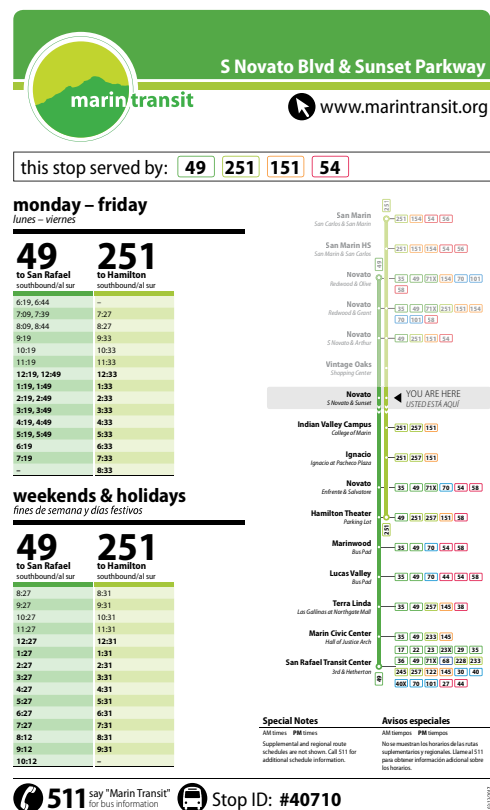 S Novato Blvd & Sunset Parkway
marin transit
www.marintransit.org
this stop served by: 49 251 151 54
monday – friday
lunes – viernes
49 251
to San Rafael to Hamilton
southbound/al sur southbound/al sur
6:19, 6:44 –
7:09, 7:39 7:27
8:09, 8:44 8:27
9:19 9:33
10:19 10:33
11:19 11:33
12:19, 12:49 12:33
1:19, 1:49 1:33
2:19, 2:49 2:33
3:19, 3:49 3:33
4:19, 4:49 4:33
5:19, 5:49 5:33
6:19 6:33
7:19 7:33
– 8:33
weekends & holidays
fines de semana y días festivos
49 251
to San Rafael to Hamilton
southbound/al sur southbound/al sur
8:27 8:31
9:27 9:31
10:27 10:31
11:27 11:31
12:27 12:31
1:27 1:31
2:27 2:31
3:27 3:31
4:27 4:31
5:27 5:31
6:27 6:31
7:27 7:31
8:12 8:31
9:12 9:31
10:12 –
251
San Marin
San Carlos & San Marin
251 154 54 56
San Marin HS
San Marin & San Carlos
251 151 154 54 56
49
Novato
Redwood & Olive
35 49 71X 154 70 101
58
Novato
Redwood & Grant
35 49 71X 251 151 154
70 101 58
Novato
S Novato & Arthur
49 251 151 54
Vintage Oaks
Shopping Center
Novato
S Novato & Sunset
YOU ARE HERE
USTED ESTÁ AQUÍ
Indian Valley Campus
College of Marin
251 257 151
Ignacio
Ignacio at Pacheco Plaza
251 257 151
Novato
Enfrente & Salvatore
35 49 71X 70 54 58
Hamilton Theater
Parking Lot
49 251 257 151 58
251
Marinwood
Bus Pad
35 49 70 54 58
Lucas Valley
Bus Pad
35 49 70 44 54 58
Terra Linda
Las Gallinas at Northgate Mall
35 49 257 145 38
Marin Civic Center
Hall of Justice Arch
35 49 233 145
San Rafael Transit Center
3rd & Hetherton
17 22 23 23X 29 35
36 49 71X 68 228 233
245 257 122 145 30 40
40X 70 101 27 44
49
Special Notes
AM times PM times
Supplemental and regional route
schedules are not shown. Call 511 for
additional schedule information.
Avisos especiales
AM tiempos PM tiempos
No se muestran los horarios de las rutas
suplementarios y regionales. Llame al 511
para obtener información adicional sobre
los horarios.
511 say "Marin Transit"
for bus information
Stop ID: #40710